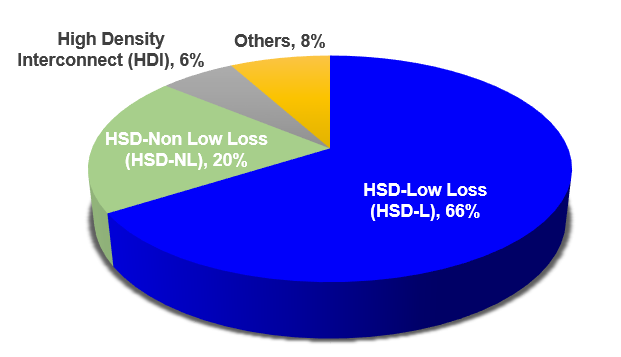 High Density
Interconnect (HDI), 6%
Others, 8%
HSD-Non Low Loss
(HSD-NL), 20%
HSD-Low Loss
(HSD-L), 66%